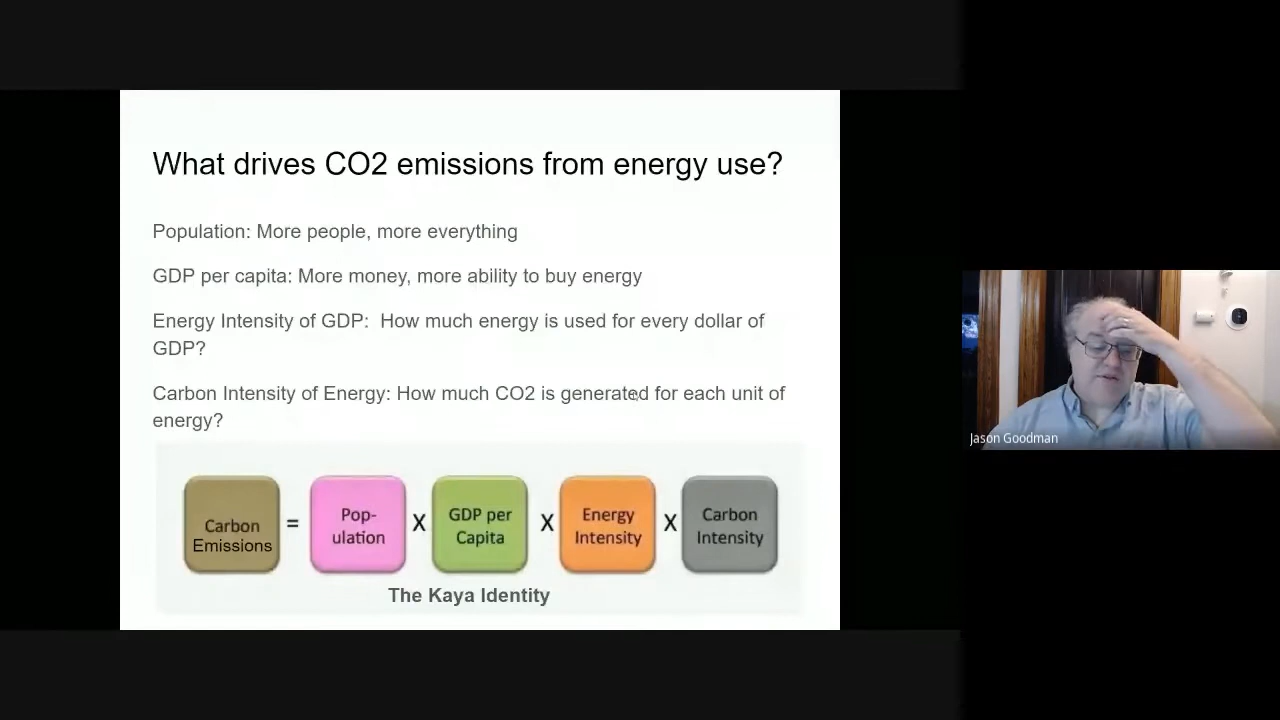 What drives CO2 emissions from energy use?
Population: More people, more everything
GDP per capita: More money, more ability to buy energy
Energy Intensity of GDP:  How much energy is used for every dollar of
GDP?
Carbon Intensity of Energy: How much CO2 is generated for each unit of
energy?
Carbon
Emissions
=
Pop-
ulation
X
GDP per
Capita
X
Energy
Intensity
X
Carbon
Intensity
The Kaya Identity
Jason Goodman